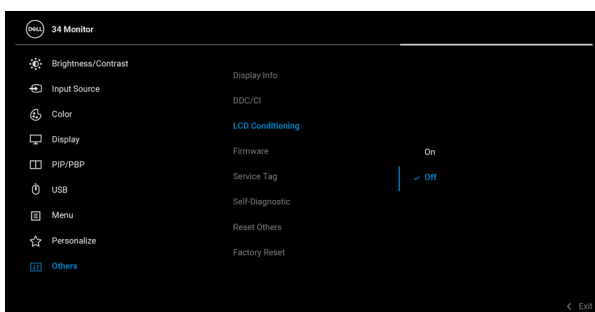 DELL 34 Monitor
Brightness/Contrast
Input Source
Color
Display
PIP/PBP
USB
Menu
Personalize
Others
Display Info
DDC/CI
LCD Conditioning
Firmware
Service Tag
Self-Diagnostic
Reset Others
Factory Reset
On
Off
Exit